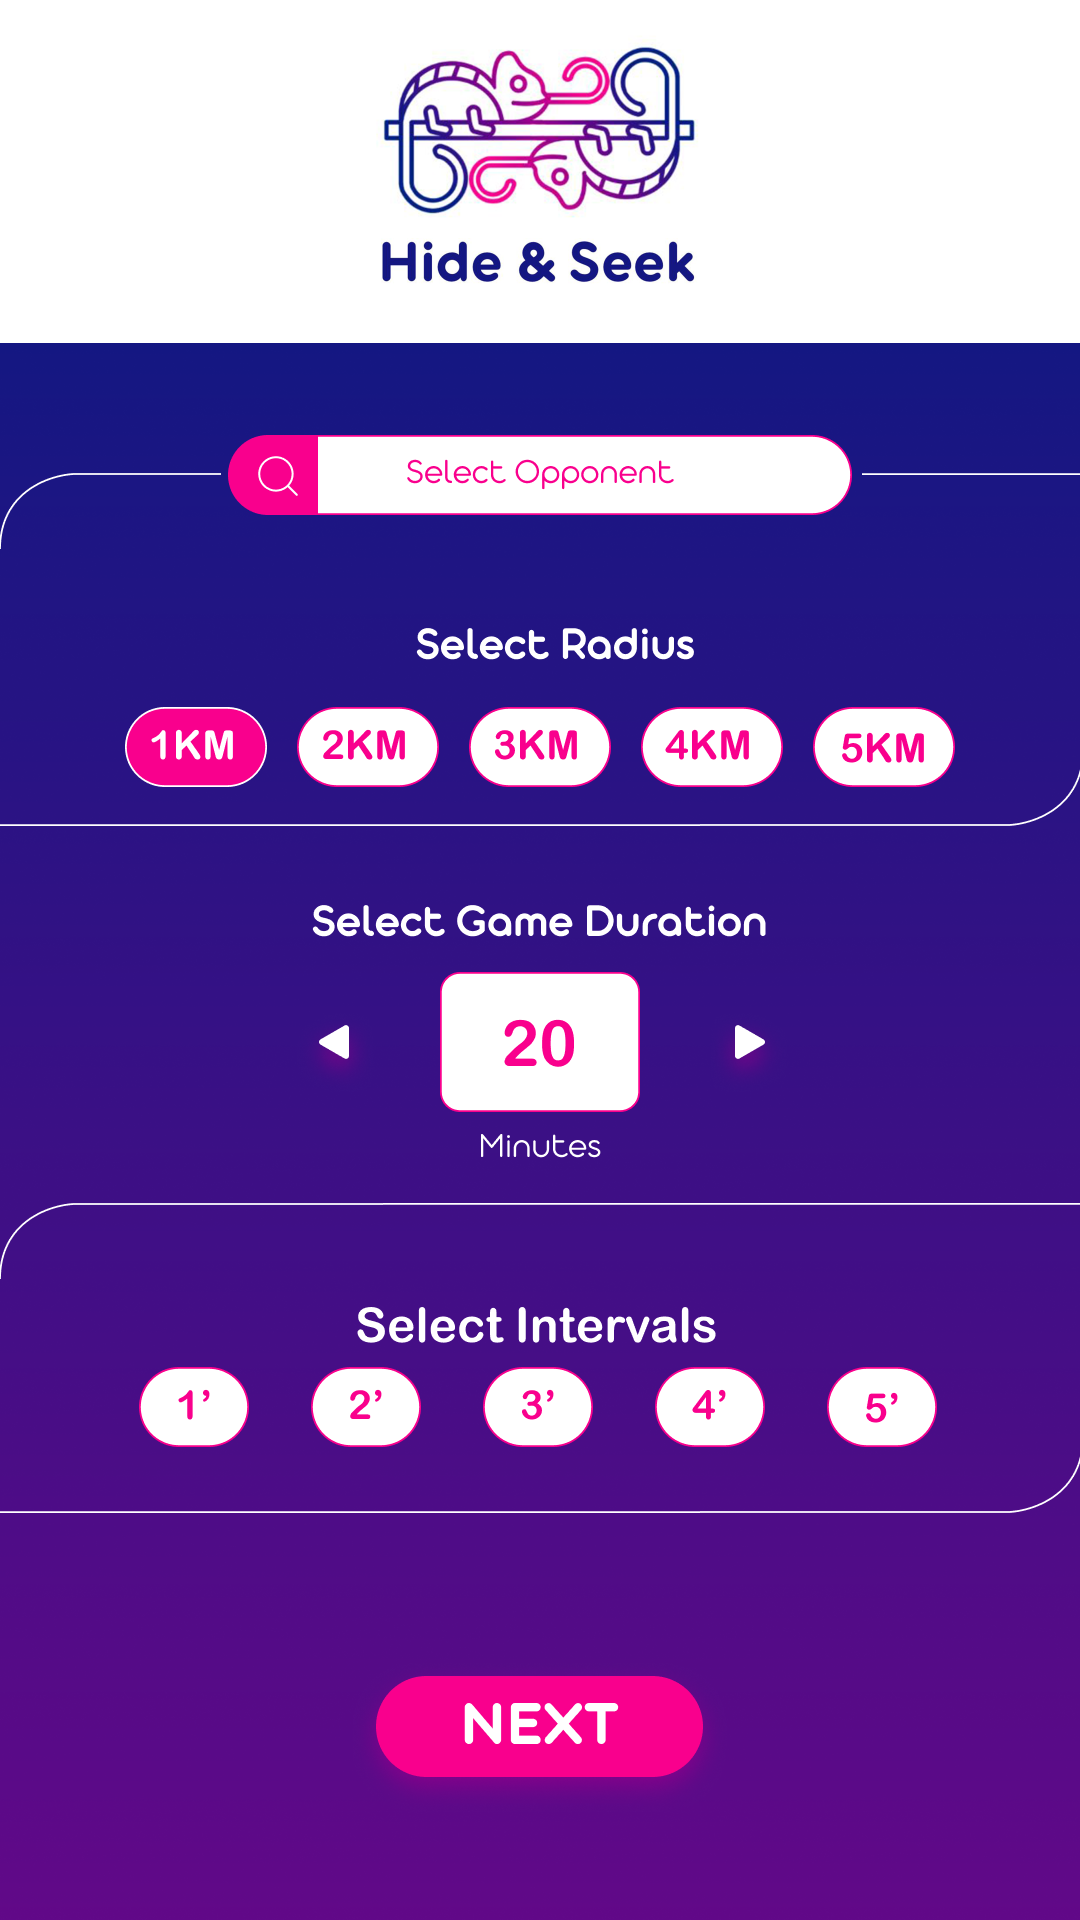 Hide & Seek
Select Opponent
Select Radius
1KM 2KM 3KM 4KM 5KM
Select Game Duration
20
Minutes
Select Intervals
1’ 2’ 3’ 4’ 5’
NEXT